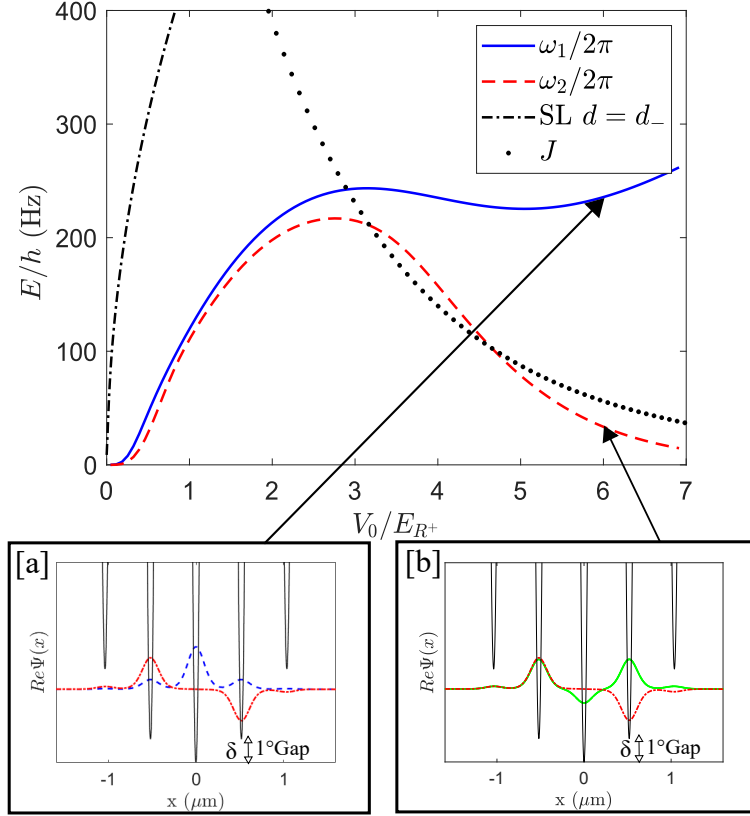 400
300
200
100
0
E/h (Hz)
0 1 2 3 4 5 6 7
V₀/E_{R⁺}
ω₁/2π
ω₂/2π
SL d = d₋
J
[a]
ReΨ(x)
δ 1°Gap
-1 0 1
x (μm)
[b]
ReΨ(x)
δ 1°Gap
-1 0 1
x (μm)